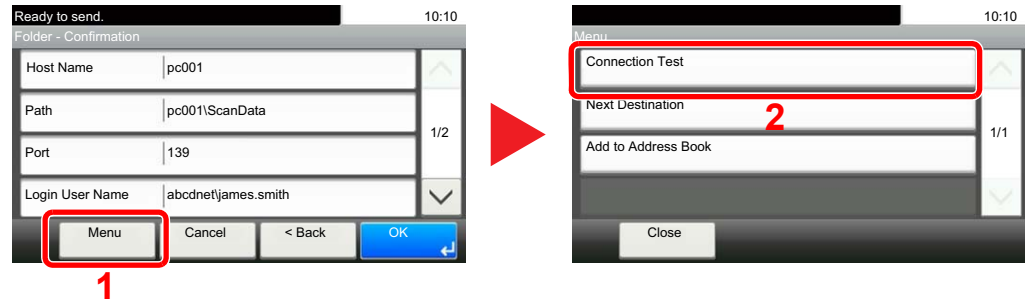 Ready to send. 10:10
Folder - Confirmation
Host Name pc001
Path pc001\ScanData
1/2
Port 139
Login User Name abcdnet\james.smith
Menu Cancel < Back OK
1
10:10
Menu
Connection Test
Next Destination
2
1/1
Add to Address Book
Close